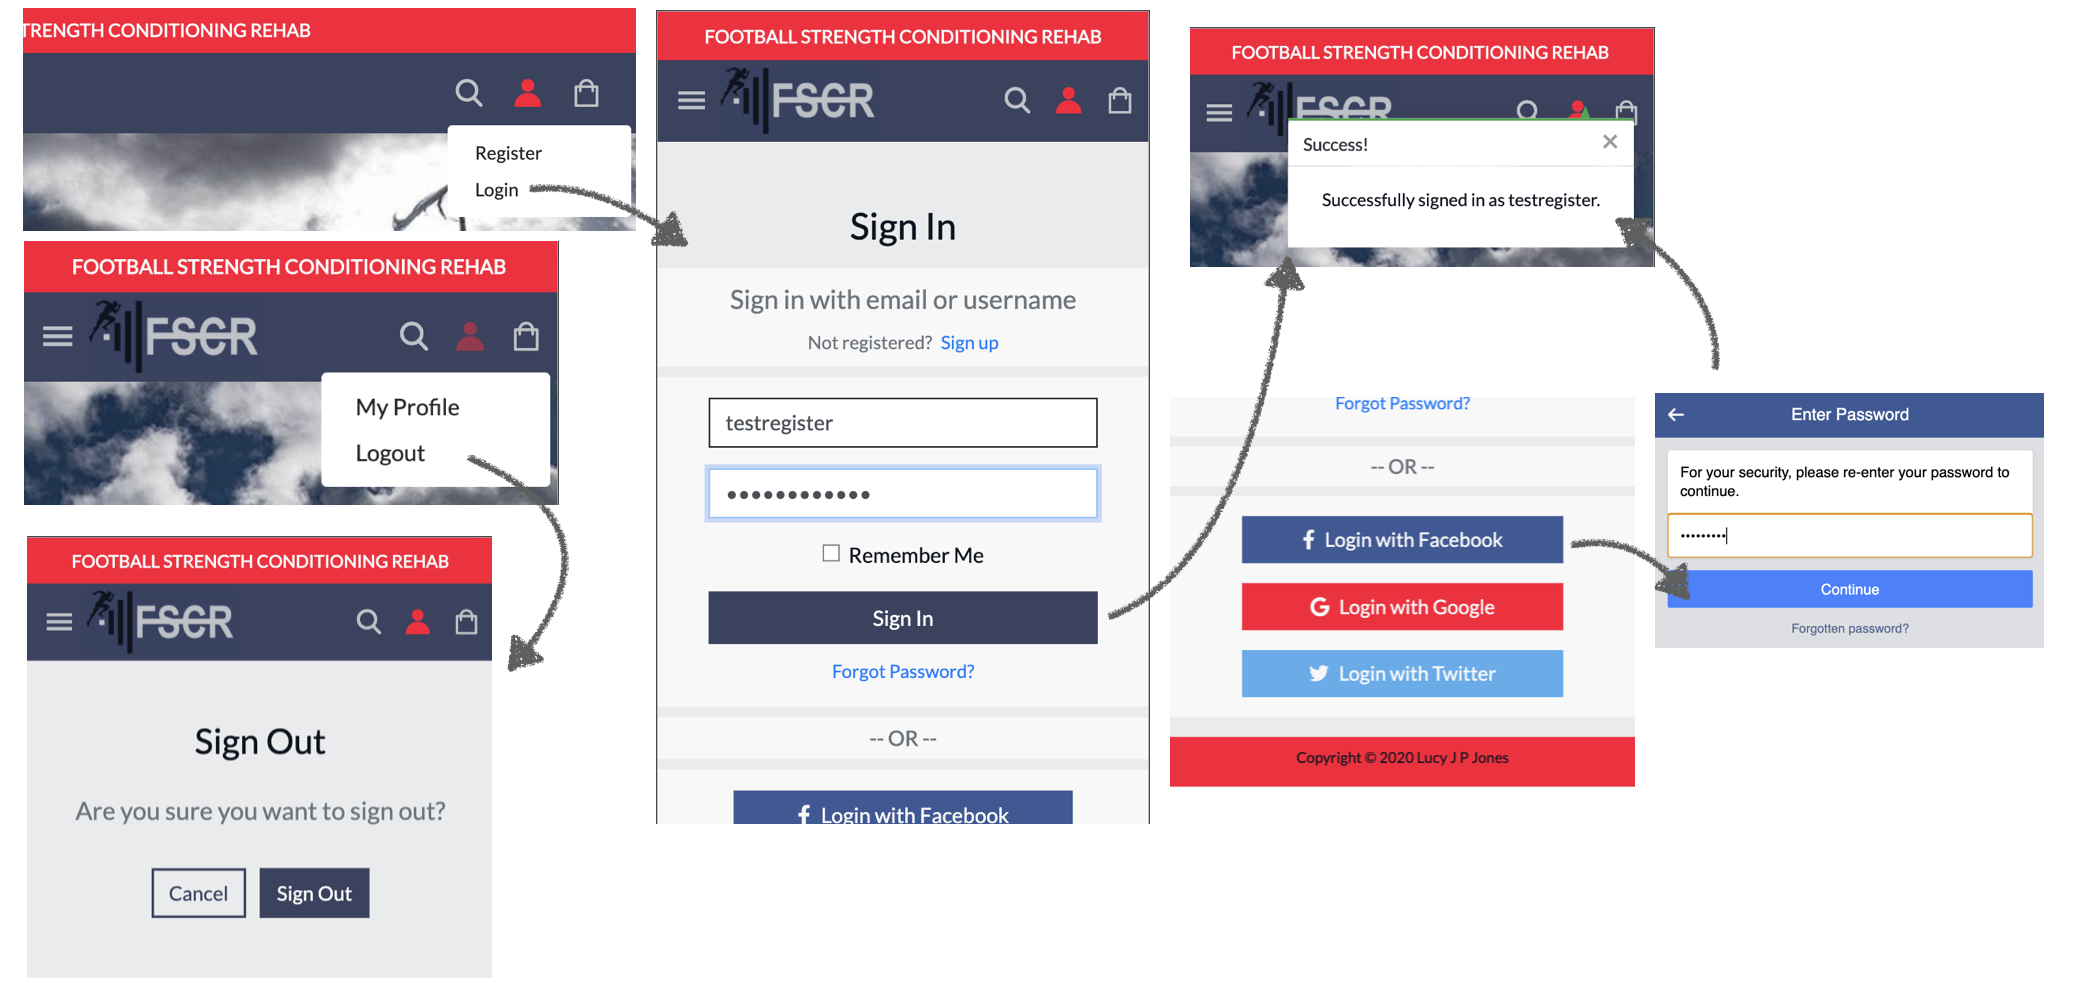 TRENGTH CONDITIONING REHAB
Register
Login
FOOTBALL STRENGTH CONDITIONING REHAB
FSCR
My Profile
Logout
FOOTBALL STRENGTH CONDITIONING REHAB
FSCR
Sign Out
Are you sure you want to sign out?
Cancel
Sign Out
FOOTBALL STRENGTH CONDITIONING REHAB
FSCR
Sign In
Sign in with email or username
Not registered? Sign up
testregister
••••••••••••
Remember Me
Sign In
Forgot Password?
-- OR --
Login with Facebook
FOOTBALL STRENGTH CONDITIONING REHAB
FSCR
Success!
Successfully signed in as testregister.
Forgot Password?
-- OR --
Login with Facebook
Login with Google
Login with Twitter
Copyright © 2020 Lucy J P Jones
Enter Password
For your security, please re-enter your password to
continue.
•••••••••
Continue
Forgotten password?